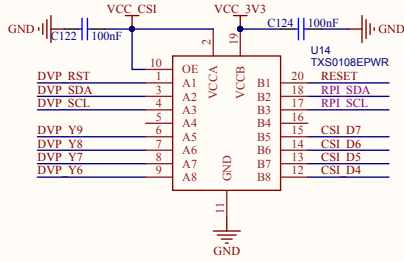 VCC_CSI VCC_3V3
GND C122 100nF C124 100nF GND
2 19 U14
TXS0108EPWR
10 OE VCCA VCCB
DVP_RST 1 A1 B1 20 RESET
DVP_SDA 3 A2 B2 18 RPI_SDA
DVP_SCL 4 A3 B3 17 RPI_SCL
5 A4 B4 16
DVP_Y9 6 A5 B5 15 CSI_D7
DVP_Y8 7 A6 B6 14 CSI_D6
DVP_Y7 8 A7 B7 13 CSI_D5
DVP_Y6 9 A8 B8 12 CSI_D4
GND
11
GND